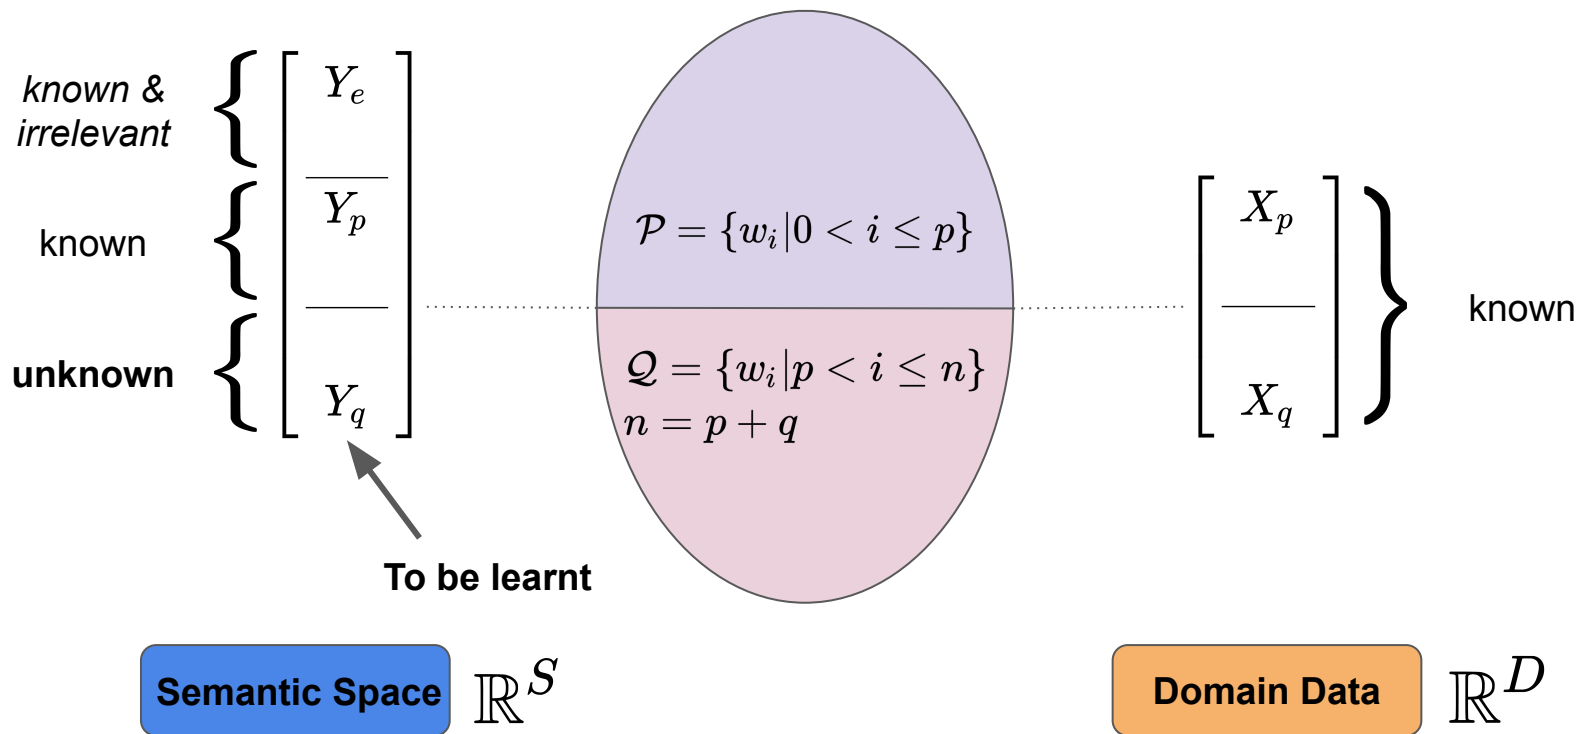 known &
irrelevant
known
unknown
Y_e
Y_p
Y_q
To be learnt
𝒫 = {w_i|0 < i ≤ p}
𝒬 = {w_i|p < i ≤ n}
n = p + q
X_p
X_q
known
Semantic Space ℝ^S
Domain Data ℝ^D